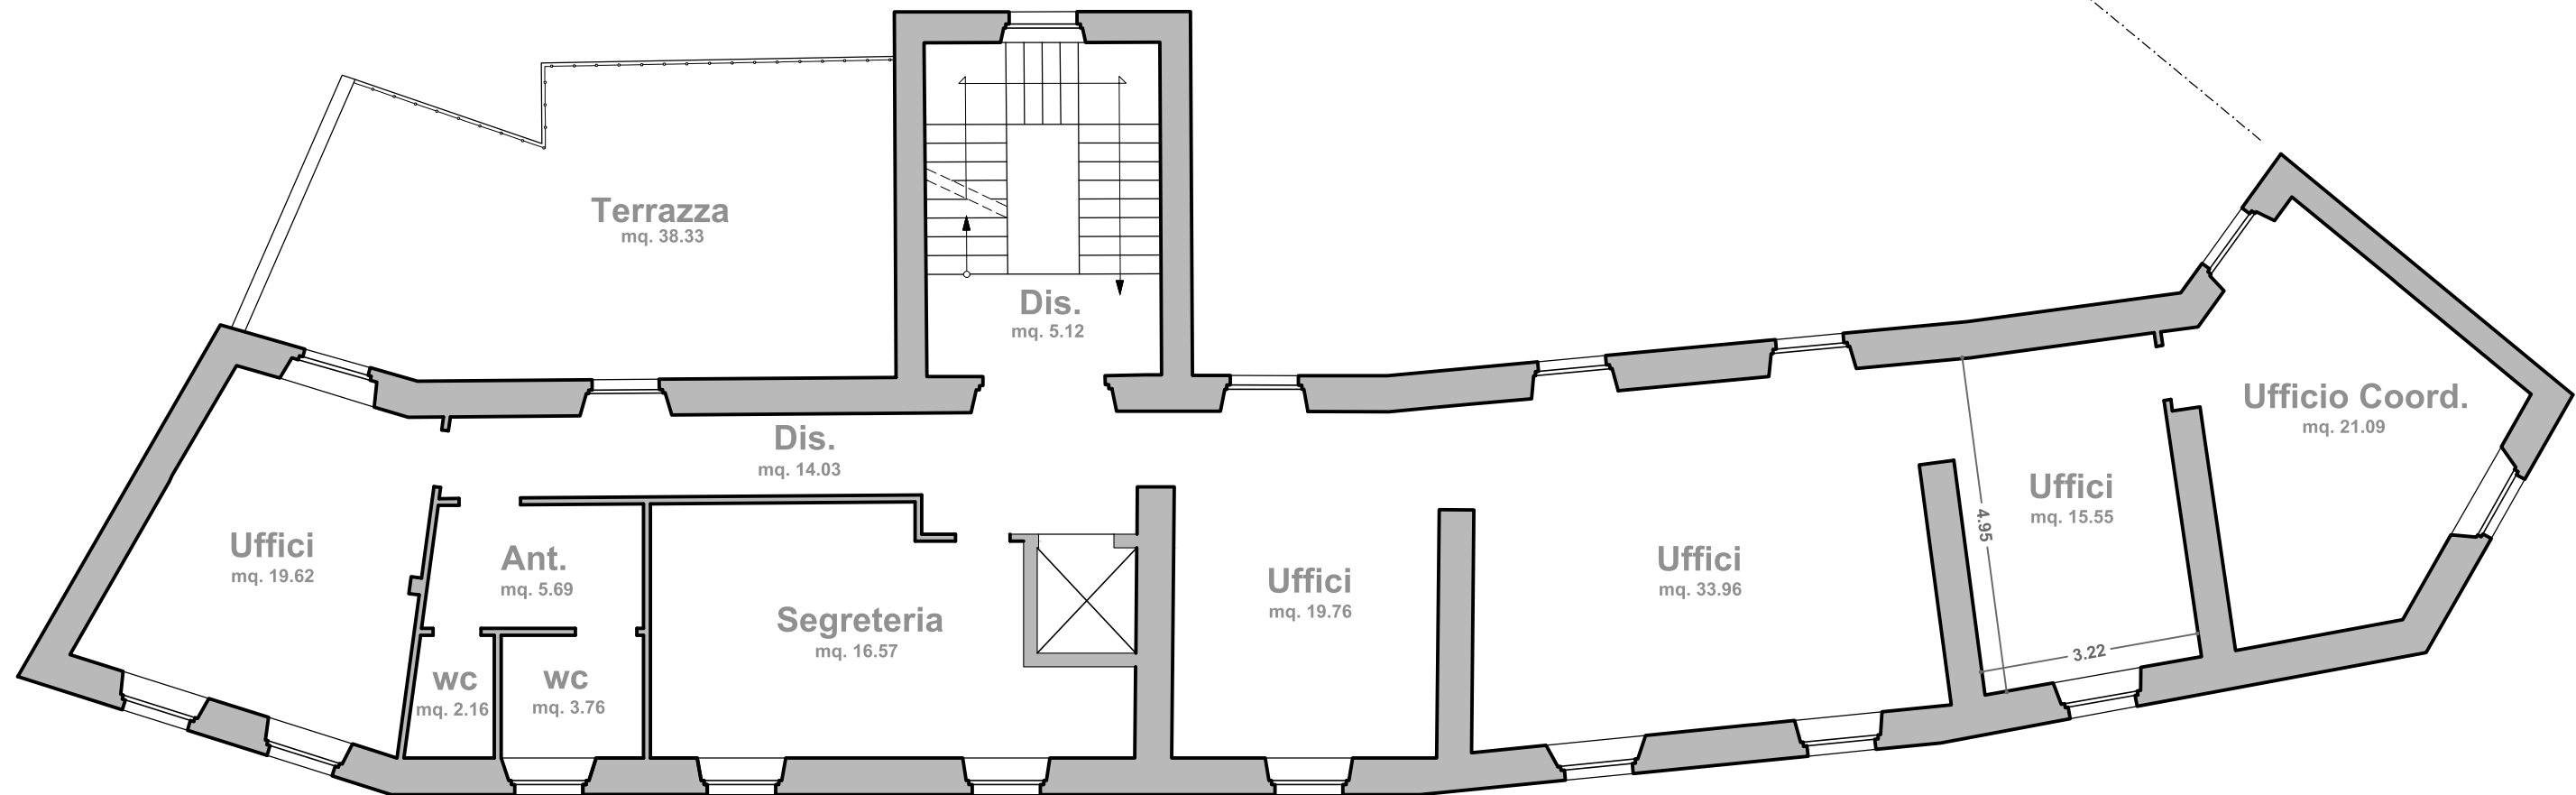 Terrazza
mq. 38.33
Dis.
mq. 5.12
Ufficio Coord.
mq. 21.09
Dis.
mq. 14.03
Uffici
mq. 15.55
4.95
3.22
Uffici
mq. 19.62
Ant.
mq. 5.69
Uffici
mq. 33.96
Uffici
mq. 19.76
Segreteria
mq. 16.57
wc
mq. 2.16
wc
mq. 3.76